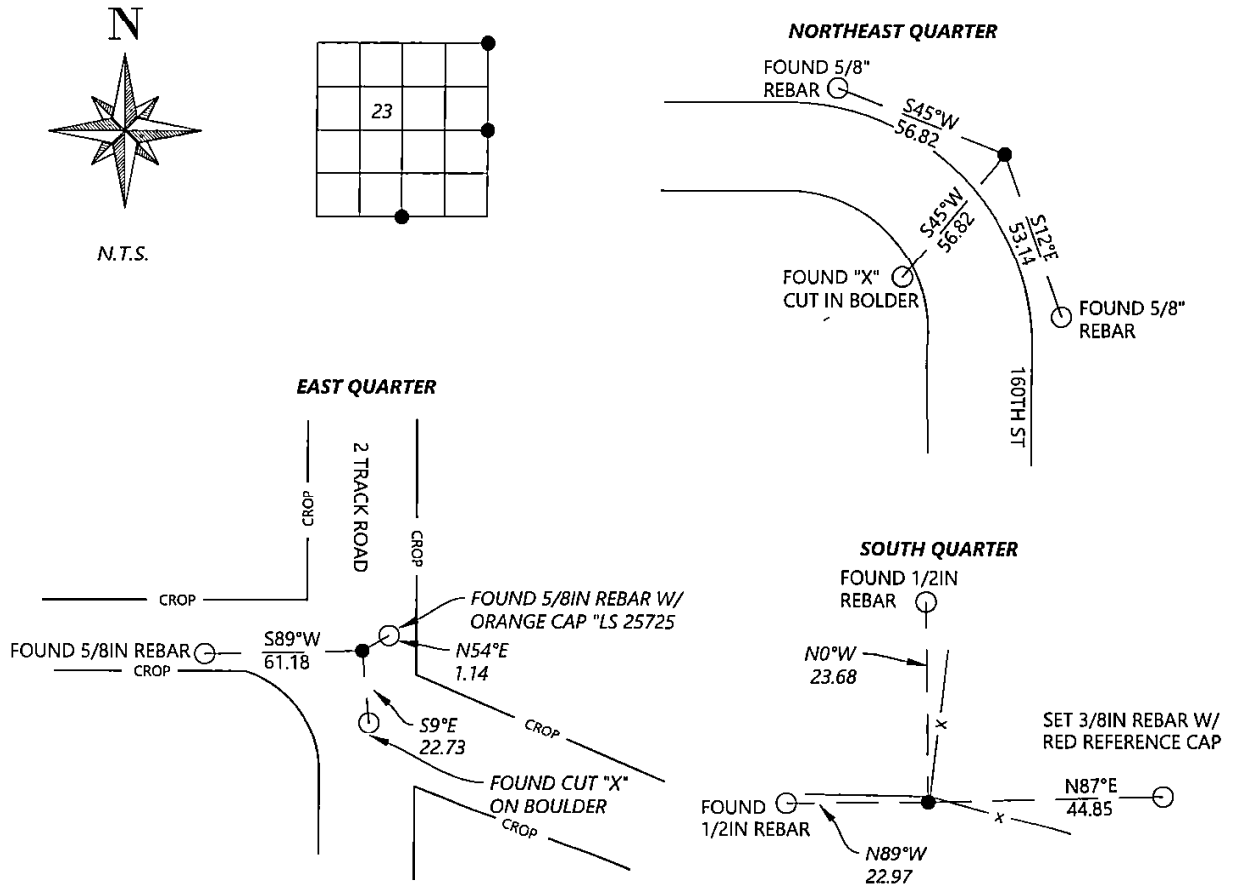 N
N.T.S.
23
NORTHEAST QUARTER
FOUND 5/8"
REBAR
S45°W
56.82
S45°W
56.82
S12°E
53.14
FOUND "X"
CUT IN BOLDER
FOUND 5/8"
REBAR
160TH ST
EAST QUARTER
2 TRACK ROAD
CROP
CROP
CROP
FOUND 5/8IN REBAR
S89°W
61.18
CROP
FOUND 5/8IN REBAR W/
ORANGE CAP "LS 25725
N54°E
1.14
S9°E
22.73
FOUND CUT "X"
ON BOULDER
CROP
CROP
SOUTH QUARTER
FOUND 1/2IN
REBAR
N0°W
23.68
x
SET 3/8IN REBAR W/
RED REFERENCE CAP
N87°E
44.85
FOUND
1/2IN REBAR
x
N89°W
22.97